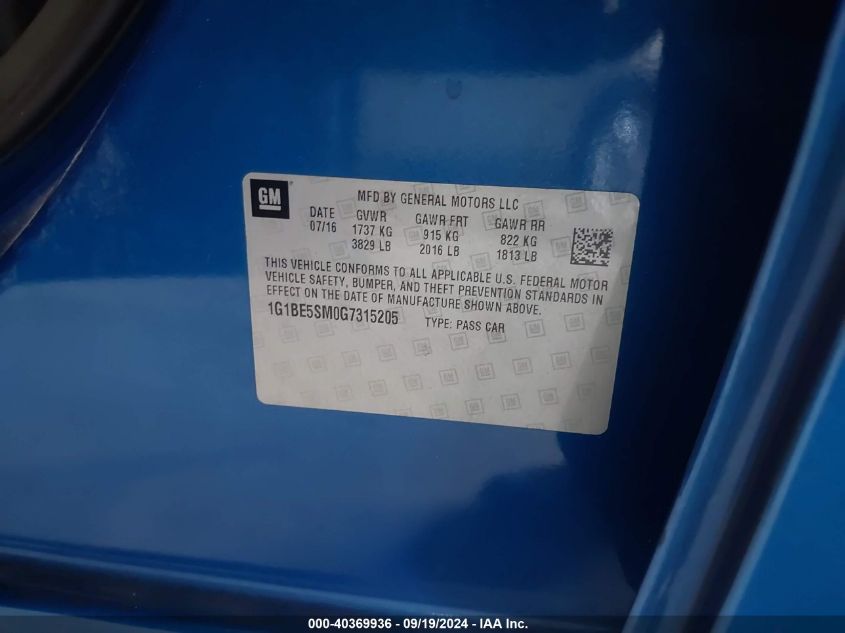 GM
MFD BY GENERAL MOTORS LLC
DATE GVWR GAWR FRT GAWR RR
07/16 1737 KG 915 KG 822 KG
3829 LB 2016 LB 1813 LB
THIS VEHICLE CONFORMS TO ALL APPLICABLE U.S. FEDERAL MOTOR
VEHICLE SAFETY, BUMPER, AND THEFT PREVENTION STANDARDS IN
EFFECT ON THE DATE OF MANUFACTURE SHOWN ABOVE.
1G1BE5SM0G7315205 TYPE: PASS CAR
000-40369936 - 09/19/2024 - IAA Inc.